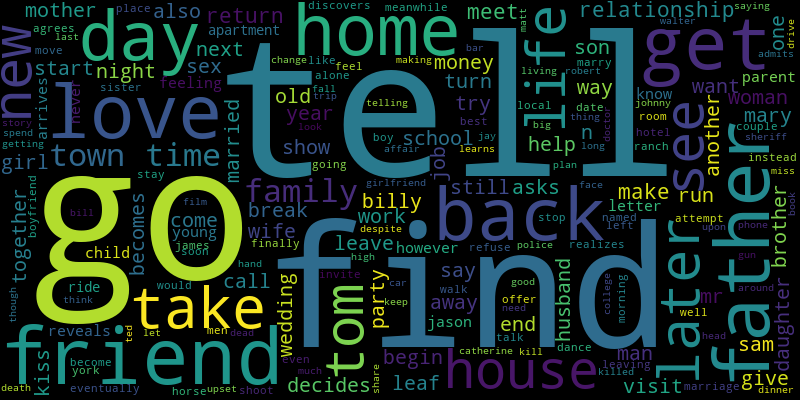 mother
place
also
return
discovers
meanwhile
meet
relationship
matt
walter
saying
agrees
last
day
home
get
new
move
apartment
next
change
like
making
bar
son
marry
admits
one
drive
start
night
sex
feel
money
life
arrives
never
feeling
alone
turn
living
robert
way
know
johnny
want
parent
sister
tell
fall
trip
old
try
local
date
room
woman
story
love
year
telling
best
big
thing
hotel
mary
spend
look
boy
school
jay
n
long
doctor
couple
sheriff
getting
show
affair
learns
help
plan
ranch
see
another
instead
girl
town time
married
going
job
miss
stay
girlfriend
still
asks
face
make
run
father
boyfriend
together
go
family
billy
back
letter
attempt
brother
book
bill
film
come
break
work
despite
stop
named
upon
phone
becomes
young
wife
leave
however
refuse
police
left
realizes
later
gun
child
james
soon
finally
high
find
daughter
ride
hand
call
invite
say
good
around
think
would
wedding
car
walk
offer
college
morning
mr
though
take
tom
party
keep
away
need
husband
well
sam
friend
ted
let
men
dead
even
jason
end
talk
dance
man
head
reveals
kiss
become
begin
catherine
kill
leaving
give
york
much
share
decides
leaf
house
killed
visit
marriage
dinner
death
eventually
horse
upset
shoot